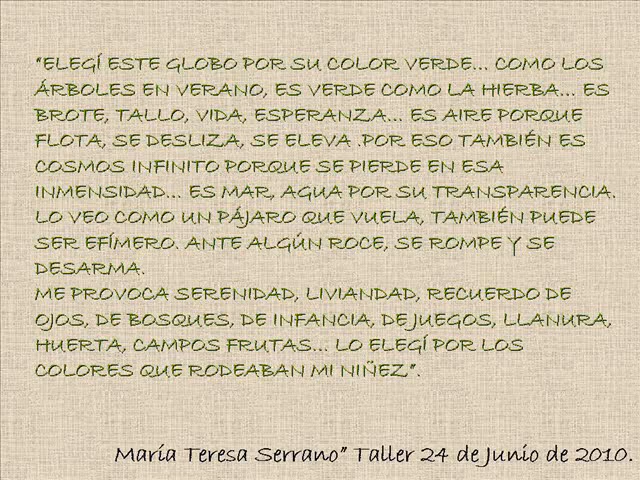 “ELEGÍ ESTE GLOBO POR SU COLOR VERDE... COMO LOS
ÁRBOLES EN VERANO, ES VERDE COMO LA HIERBA... ES
BROTE, TALLO, VIDA, ESPERANZA... ES AIRE PORQUE
FLOTA, SE DESLIZA, SE ELEVA .POR ESO TAMBIÉN ES
COSMOS INFINITO PORQUE SE PIERDE EN ESA
INMENSIDAD... ES MAR, AGUA POR SU TRANSPARENCIA.
LO VEO COMO UN PÁJARO QUE VUELA, TAMBIÉN PUEDE
SER EFÍMERO. ANTE ALGÚN ROCE, SE ROMPE Y SE
DESARMA.
ME PROVOCA SERENIDAD, LIVIANDAD, RECUERDO DE
OJOS, DE BOSQUES, DE INFANCIA, DE JUEGOS, LLANURA,
HUERTA, CAMPOS FRUTAS... LO ELEGÍ POR LOS
COLORES QUE RODEABAN MI NIÑEZ”.
María Teresa Serrano” Taller 24 de Junio de 2010.